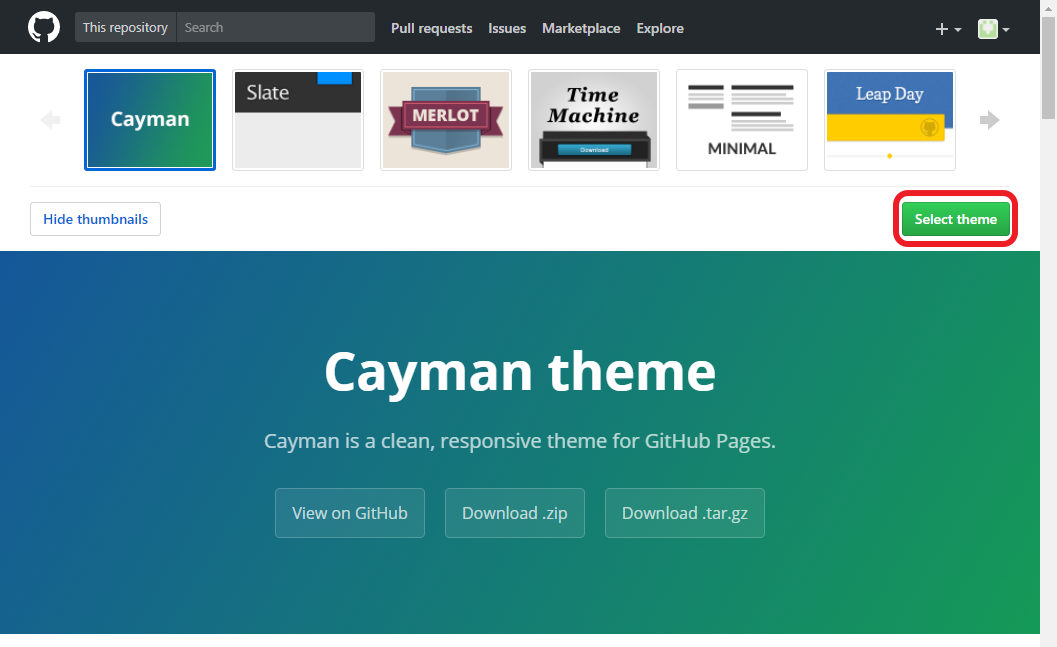 This repository Search Pull requests Issues Marketplace Explore
Cayman
Slate
MERLOT
Time
Machine
Download
MINIMAL
Leap Day
Hide thumbnails
Select theme
Cayman theme
Cayman is a clean, responsive theme for GitHub Pages.
View on GitHub
Download .zip
Download .tar.gz